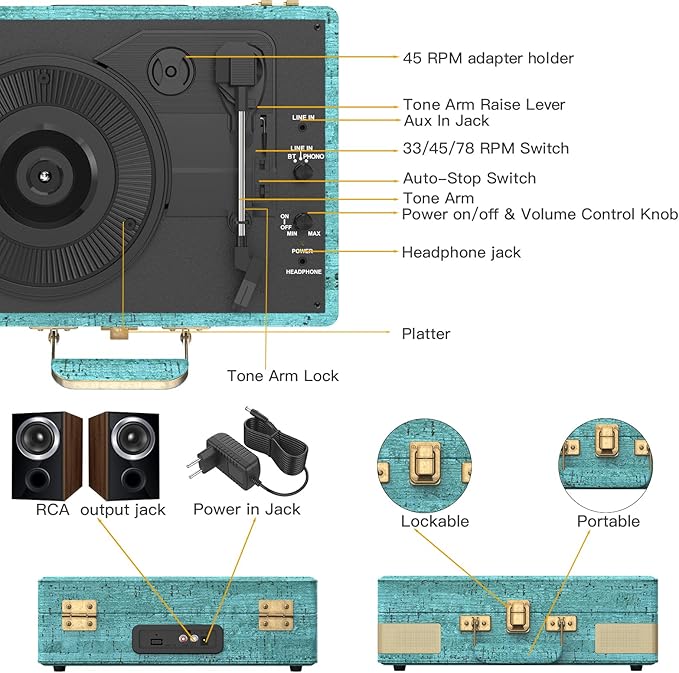 45 RPM adapter holder
Tone Arm Raise Lever
LINE IN
Aux In Jack
LINE IN
BT PHONO
33/45/78 RPM Switch
Auto-Stop Switch
Tone Arm
ON
OFF
MIN MAX
Power on/off & Volume Control Knob
POWER
Headphone jack
HEADPHONE
Platter
Tone Arm Lock
RCA output jack
Power in Jack
Lockable
Portable